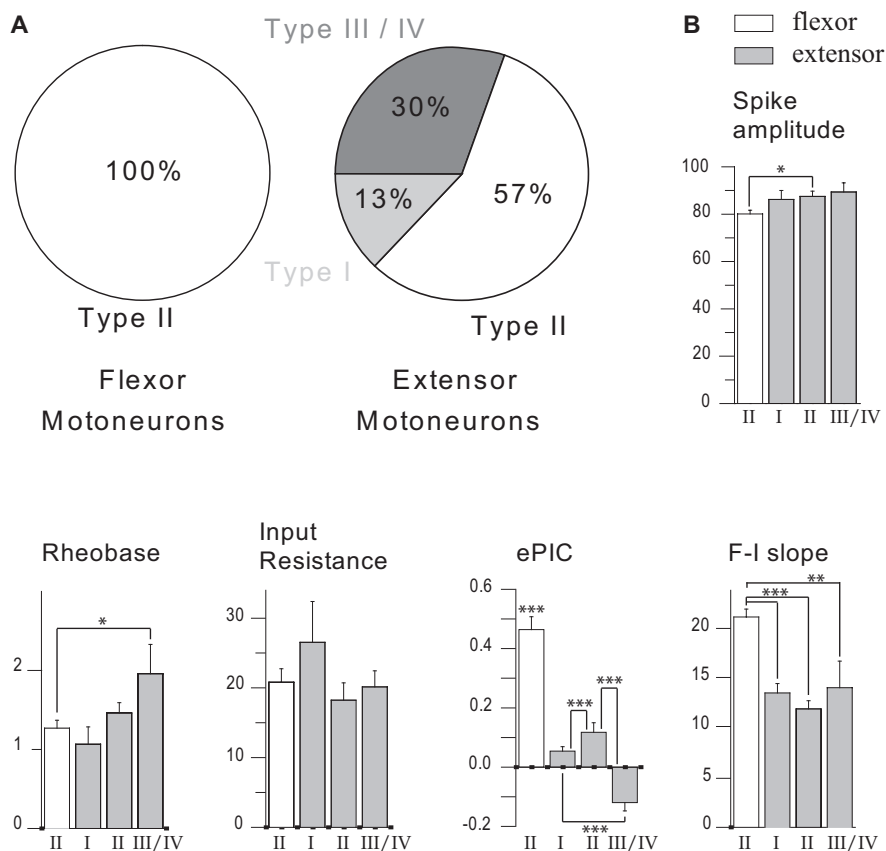 A
Type III / IV
B
flexor
extensor
30%
100%
57%
13%
Type I
Type II
Type II
Flexor
Motoneurons
Extensor
Motoneurons
Spike
amplitude
100
80
60
40
20
0
*
II I II III/IV
Rheobase
2
1
0
*
II I II III/IV
Input
Resistance
30
20
10
0
II I II III/IV
ePIC
0.6
0.4
0.2
0.0
-0.2
***
***
***
***
II I II III/IV
F-I slope
20
15
10
5
0
**
***
II I II III/IV